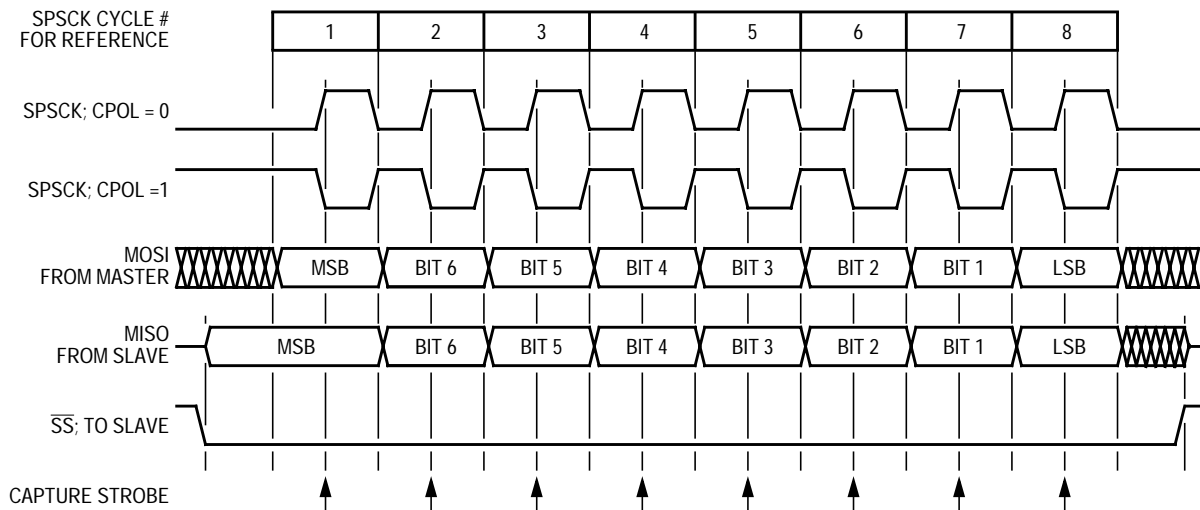 SPSCK CYCLE #
FOR REFERENCE
1 2 3 4 5 6 7 8
SPSCK; CPOL = 0
SPSCK; CPOL =1
MOSI
FROM MASTER
MSB BIT 6 BIT 5 BIT 4 BIT 3 BIT 2 BIT 1 LSB
MISO
FROM SLAVE
MSB BIT 6 BIT 5 BIT 4 BIT 3 BIT 2 BIT 1 LSB
SS; TO SLAVE
CAPTURE STROBE